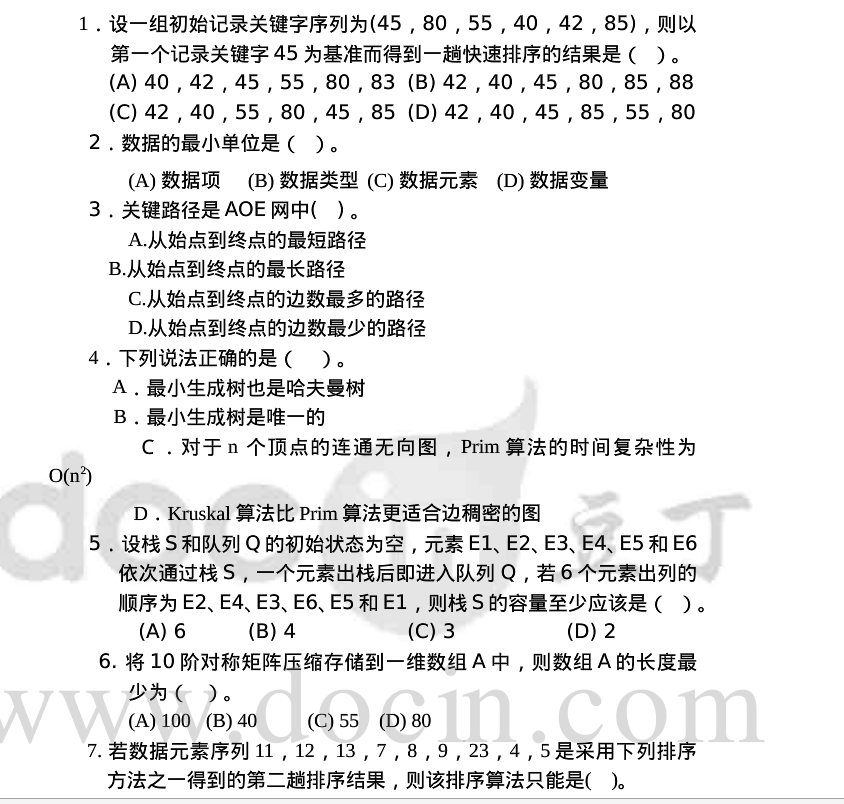 1．设一组初始记录关键字序列为(45，80，55，40，42，85)，则以
第一个记录关键字 45 为基准而得到一趟快速排序的结果是（ ）。
(A) 40，42，45，55，80，83 (B) 42，40，45，80，85，88
(C) 42，40，55，80，45，85 (D) 42，40，45，85，55，80
2．数据的最小单位是（ ）。
(A) 数据项 (B) 数据类型 (C) 数据元素 (D) 数据变量
3．关键路径是 AOE 网中( )。
A.从始点到终点的最短路径
B.从始点到终点的最长路径
C.从始点到终点的边数最多的路径
D.从始点到终点的边数最少的路径
4．下列说法正确的是（ ）。
A．最小生成树也是哈夫曼树
B．最小生成树是唯一的
C．对于 n 个顶点的连通无向图，Prim 算法的时间复杂性为
O(n²)
D．Kruskal 算法比 Prim 算法更适合边稠密的图
5．设栈 S 和队列 Q 的初始状态为空，元素 E1、E2、E3、E4、E5 和 E6
依次通过栈 S，一个元素出栈后即进入队列 Q，若 6 个元素出列的
顺序为 E2、E4、E3、E6、E5 和 E1，则栈 S 的容量至少应该是（ ）。
(A) 6 (B) 4 (C) 3 (D) 2
6. 将 10 阶对称矩阵压缩存储到一维数组 A 中，则数组 A 的长度最
少为（ ）。
(A) 100 (B) 40 (C) 55 (D) 80
7. 若数据元素序列 11，12，13，7，8，9，23，4，5 是采用下列排序
方法之一得到的第二趟排序结果，则该排序算法只能是( )。
docin 豆丁
www.docin.com